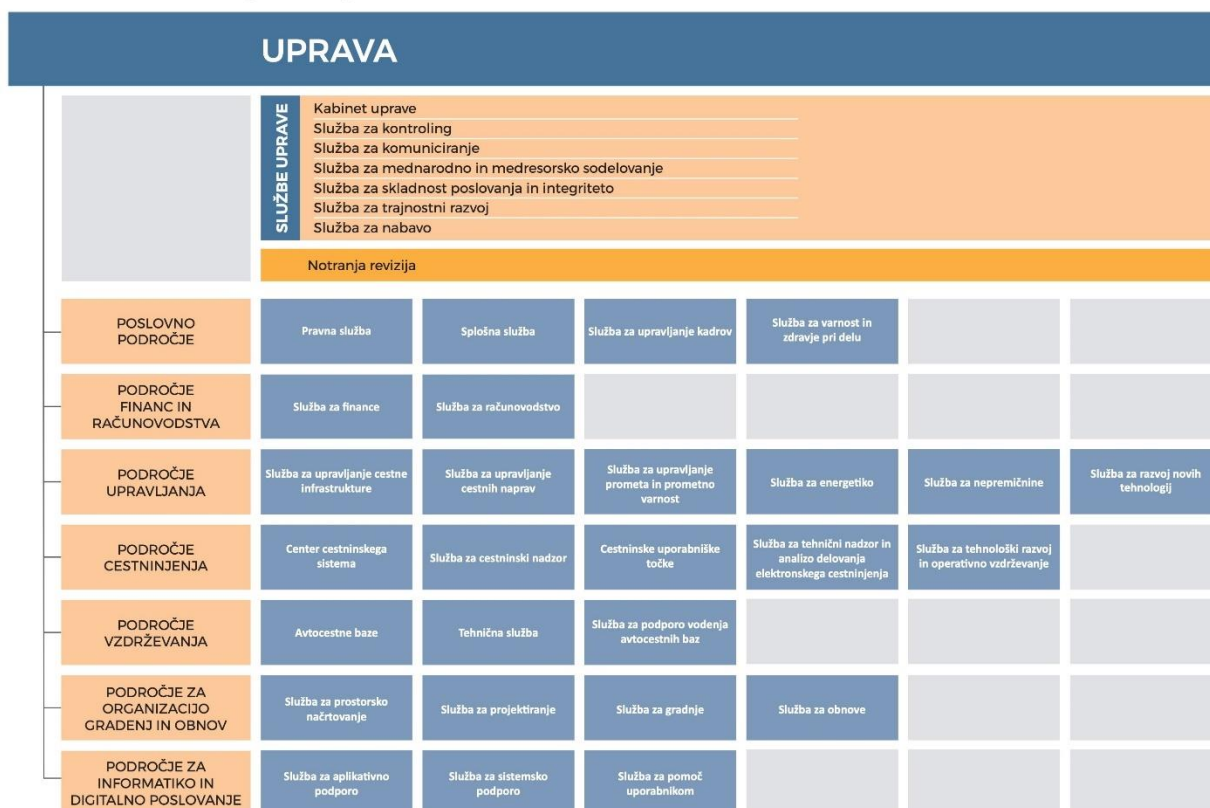 UPRAVA
SLUŽBE UPRAVE
Kabinet uprave
Služba za kontroling
Služba za komuniciranje
Služba za mednarodno in medresorsko sodelovanje
Služba za skladnost poslovanja in integriteto
Služba za trajnostni razvoj
Služba za nabavo
Notranja revizija
POSLOVNO
PODROČJE
Pravna služba
Splošna služba
Služba za upravljanje kadrov
Služba za varnost in
zdravje pri delu
PODROČJE
FINANC IN
RAČUNOVODSTVA
Služba za finance
Služba za računovodstvo
PODROČJE
UPRAVLJANJA
Služba za upravljanje cestne
infrastrukture
Služba za upravljanje
cestnih naprav
Služba za upravljanje
prometa in prometno
varnost
Služba za energetiko
Služba za nepremičnine
Služba za razvoj novih
tehnologij
PODROČJE
CESTNINJENJA
Center cestninskega
sistema
Služba za cestninski nadzor
Cestninske uporabniške
točke
Služba za tehnični nadzor in
analizo delovanja
elektronskega cestninjenja
Služba za tehnološki razvoj
in operativno vzdrževanje
PODROČJE
VZDRŽEVANJA
Avtocestne baze
Tehnična služba
Služba za podporo vodenja
avtocestnih baz
PODROČJE ZA
ORGANIZACIJO
GRADENJ IN OBNOV
Služba za prostorsko
načrtovanje
Služba za projektiranje
Služba za gradnje
Služba za obnove
PODROČJE ZA
INFORMATIKO IN
DIGITALNO POSLOVANJE
Služba za aplikativno
podporo
Služba za sistemsko
podporo
Služba za pomoč
uporabnikom